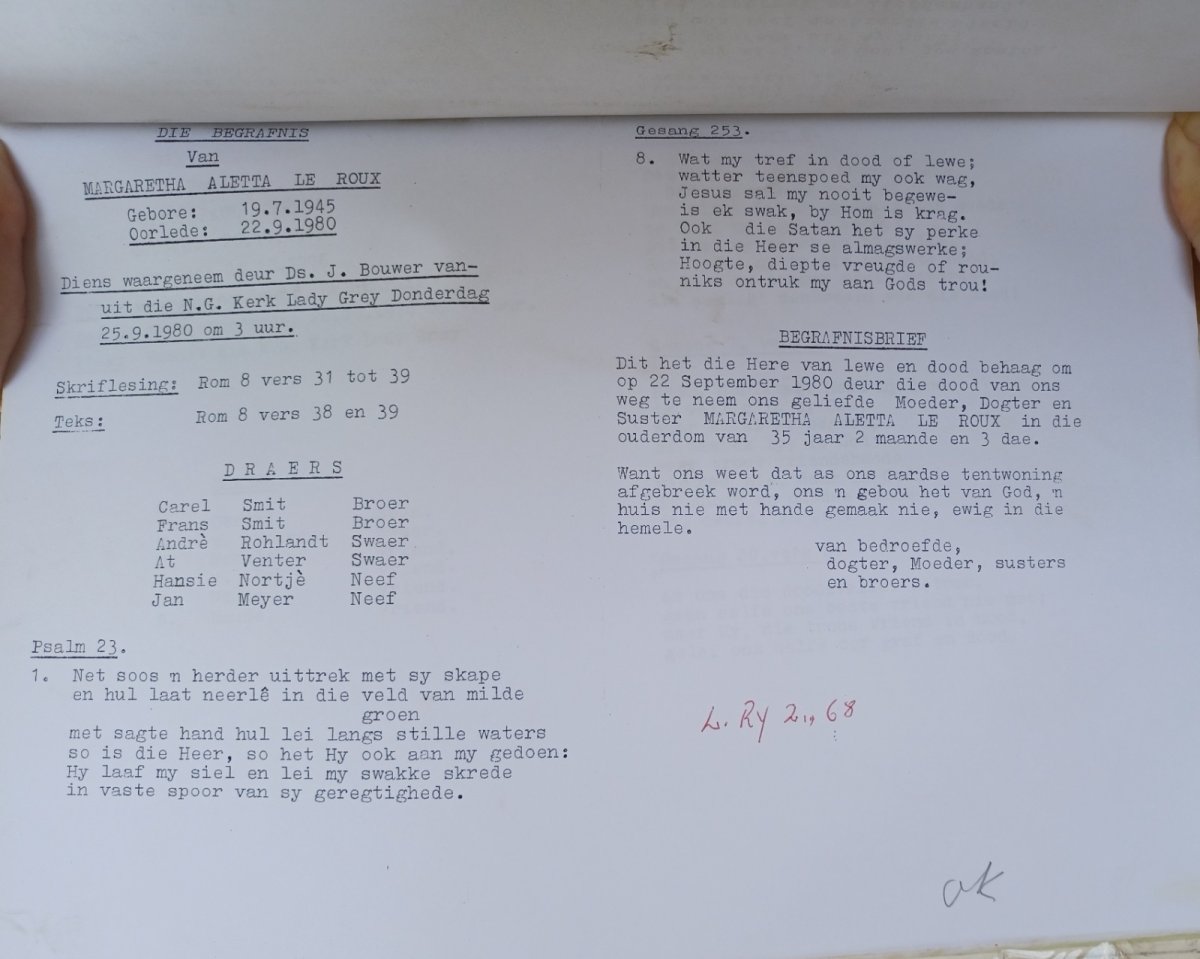 DIE BEGRAFNIS
Van
MARGARETHA ALETTA LE ROUX
Gebore: 19.7.1945
Oorlede: 22.9.1980
Diens waargeneem deur Ds. J. Bouwer van-
uit die N.G. Kerk Lady Grey Donderdag
25.9.1980 om 3 uur.
Skriflesing: Rom 8 vers 31 tot 39
Teks: Rom 8 vers 38 en 39
D R A E R S
Carel Smit Broer
Frans Smit Broer
Andrè Rohlandt Swaer
At Venter Swaer
Hansie Nortjè Neef
Jan Meyer Neef
Psalm 23.
1. Net soos 'n herder uittrek met sy skape
en hul laat neerlê in die veld van milde
groen
met sagte hand hul lei langs stille waters
so is die Heer, so het Hy ook aan my gedoen:
Hy laaf my siel en lei my swakke skrede
in vaste spoor van sy geregtighede.
Gesang 253.
8. Wat my tref in dood of lewe;
watter teenspoed my ook wag,
Jesus sal my nooit begewe-
is ek swak, by Hom is krag.
Ook die Satan het sy perke
in die Heer se almagswerke;
Hoogte, diepte vreugde of rou-
niks ontruk my aan Gods trou!
BEGRAFNISBRIEF
Dit het die Here van lewe en dood behaag om
op 22 September 1980 deur die dood van ons
weg te neem ons geliefde Moeder, Dogter en
Suster MARGARETHA ALETTA LE ROUX in die
ouderdom van 35 jaar 2 maande en 3 dae.
Want ons weet dat as ons aardse tentwoning
afgebreek word, ons 'n gebou het van God, 'n
huis nie met hande gemaak nie, ewig in die
hemele.
van bedroefde,
dogter, Moeder, susters
en broers.
L. Ry 2., 68
ok